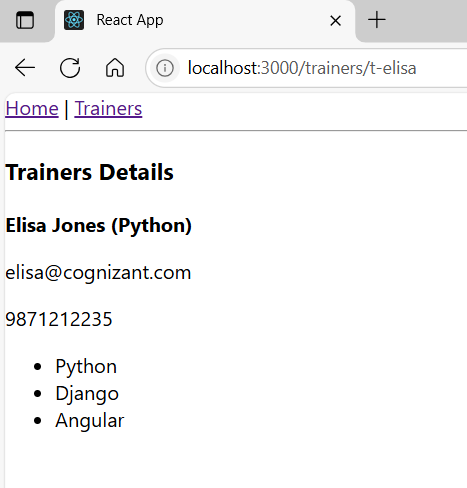 React App
localhost:3000/trainers/t-elisa
Home | Trainers
Trainers Details
Elisa Jones (Python)
elisa@cognizant.com
9871212235
Python
Django
Angular